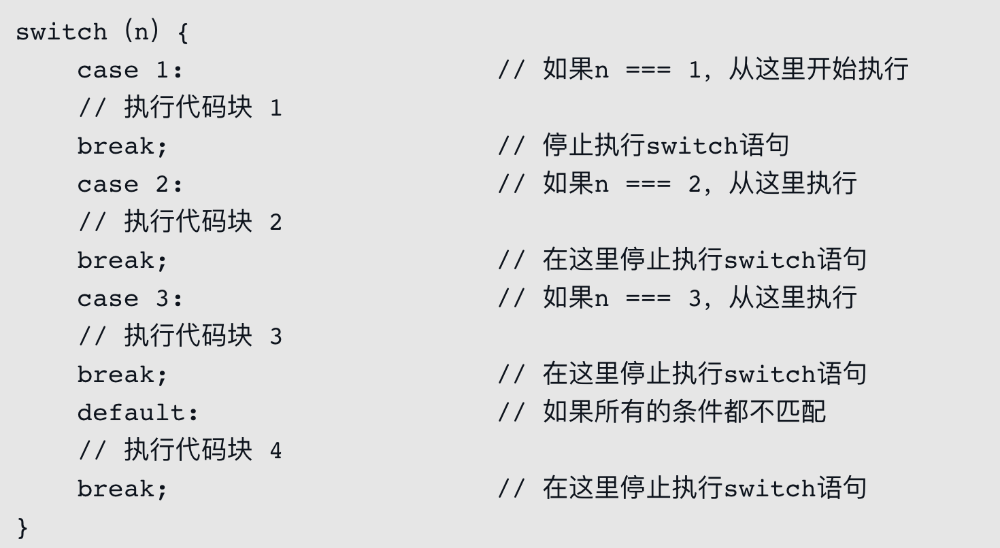 switch（n）{
    case 1:                    // 如果n === 1，从这里开始执行
    // 执行代码块 1
    break;                     // 停止执行switch语句
    case 2:                    // 如果n === 2，从这里执行
    // 执行代码块 2
    break;                     // 在这里停止执行switch语句
    case 3:                    // 如果n === 3，从这里执行
    // 执行代码块 3
    break;                     // 在这里停止执行switch语句
    default:                   // 如果所有的条件都不匹配
    // 执行代码块 4
    break;                     // 在这里停止执行switch语句
}